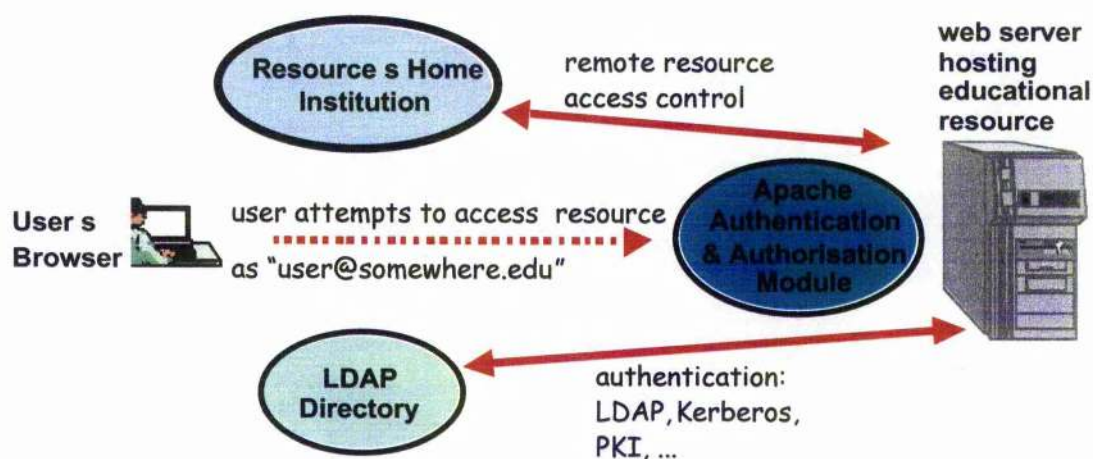 Resource s Home
Institution
remote resource
access control
web server
hosting
educational
resource
User s
Browser
user attempts to access resource
as “user@somewhere.edu”
Apache
Authentication
& Authorisation
Module
LDAP
Directory
authentication:
LDAP, Kerberos,
PKI, ...